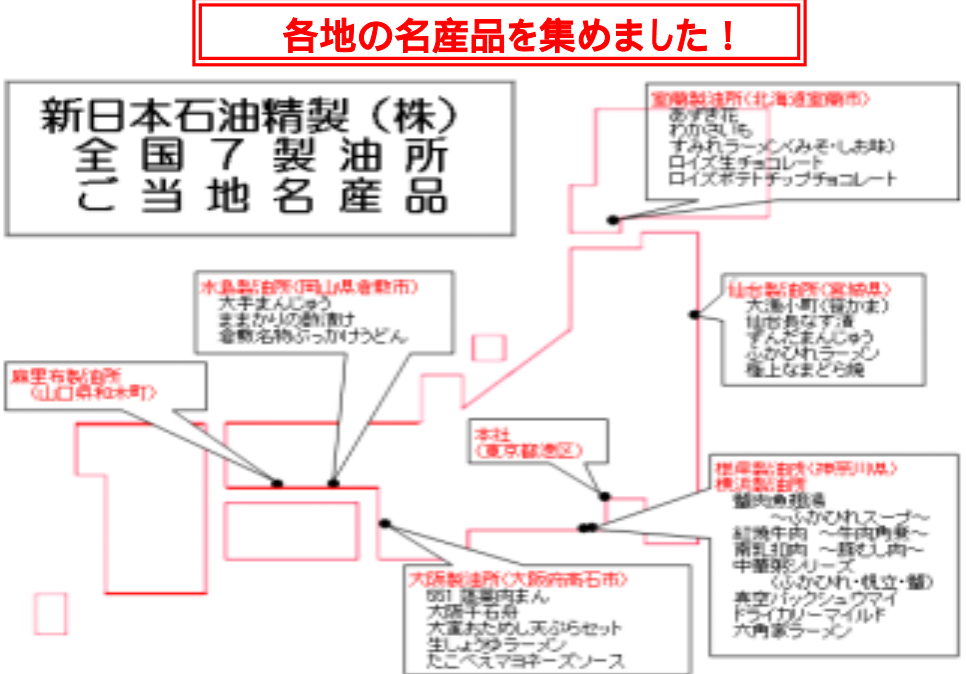 各地の名産品を集めました！
新日本石油精製（株）
全国７製油所
ご当地名産品
室蘭製油所（北海道室蘭市）
あずき花
わかさいも
すみれラーメン（みそ・しお味）
ロイズ生チョコレート
ロイズポテトチップチョコレート
水島製油所（岡山県倉敷市）
大手まんじゅう
ままかりの酢漬け
倉敷名物ぶっかけうどん
仙台製油所（宮城県）
大漁小町（笹かま）
仙台長なす漬
ずんだまんじゅう
ふかひれラーメン
極上なまどら焼
麻里布製油所
（山口県和木町）
本社
（東京都港区）
根岸製油所（神奈川県）
横浜製油所
蟹肉魚翅湯
～ふかひれスープ～
紅焼牛肉　～牛肉角煮～
南乳扣肉　～豚むし肉～
中華粥シリーズ
（ふかひれ・帆立・蟹）
真空パックシュウマイ
ドライカリーマイルド
六角家ラーメン
大阪製油所（大阪府高石市）
551 蓬莱肉まん
大阪千石舟
大寅おためし天ぷらセット
生しょうゆラーメン
たこべえマヨネーズソース